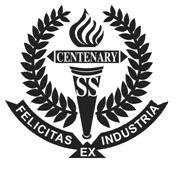 CENTENARY
SS
FELICITAS EX INDUSTRIA